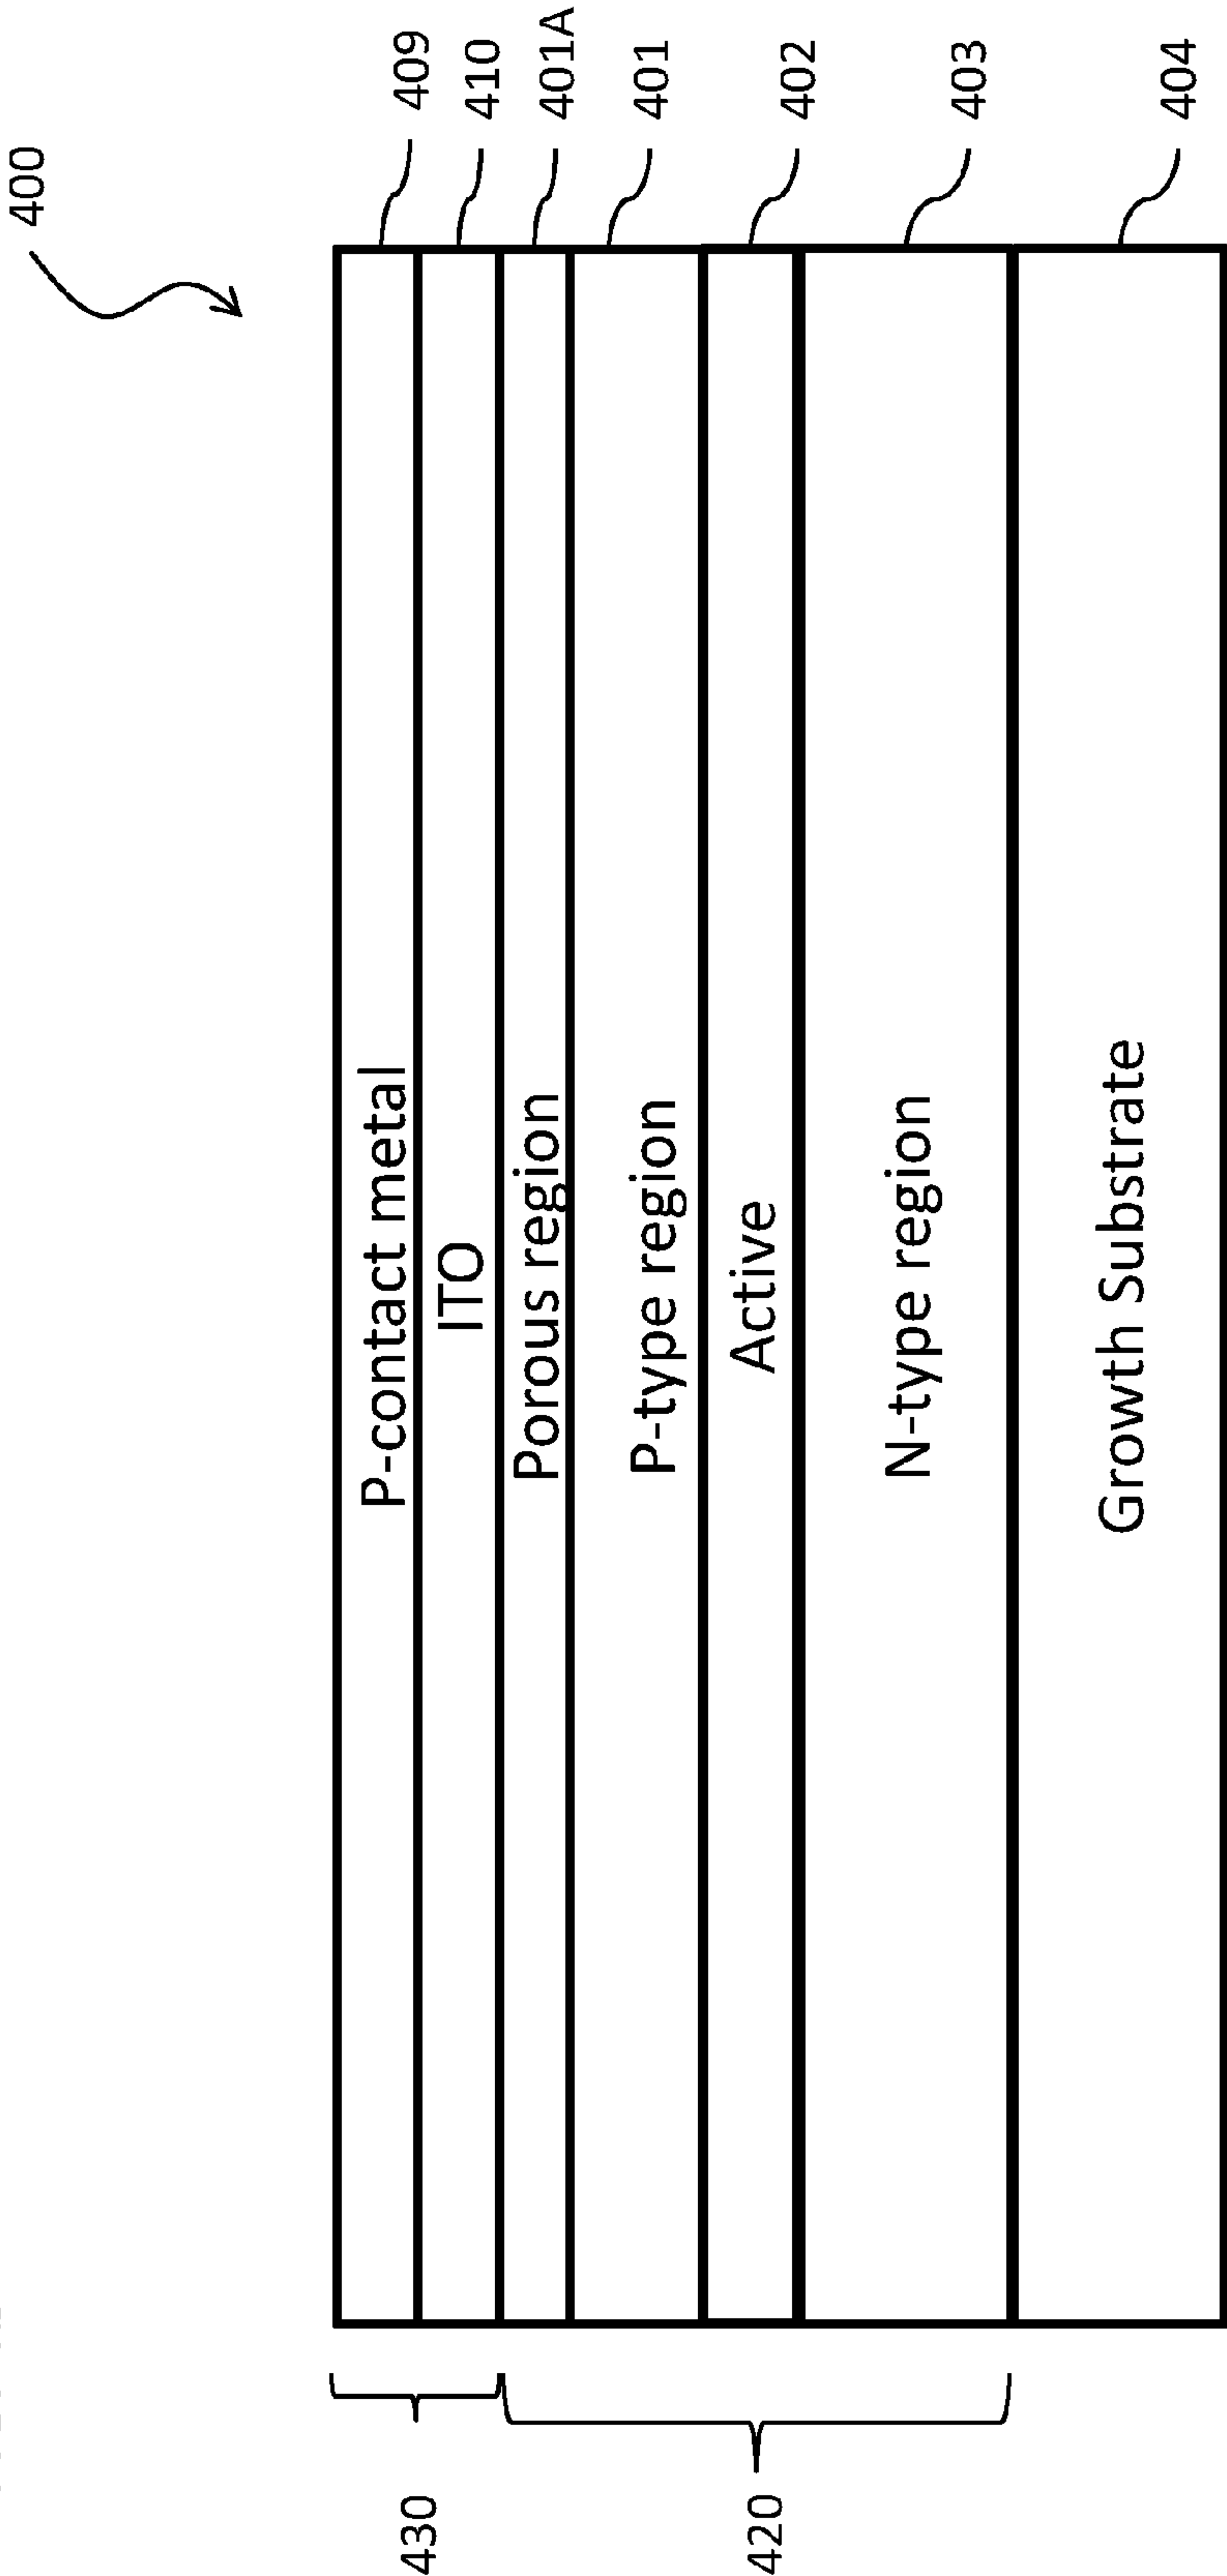 400
P-contact metal
409
ITO
410
Porous region
401A
P-type region
401
Active
402
N-type region
403
Growth Substrate
404
430
420